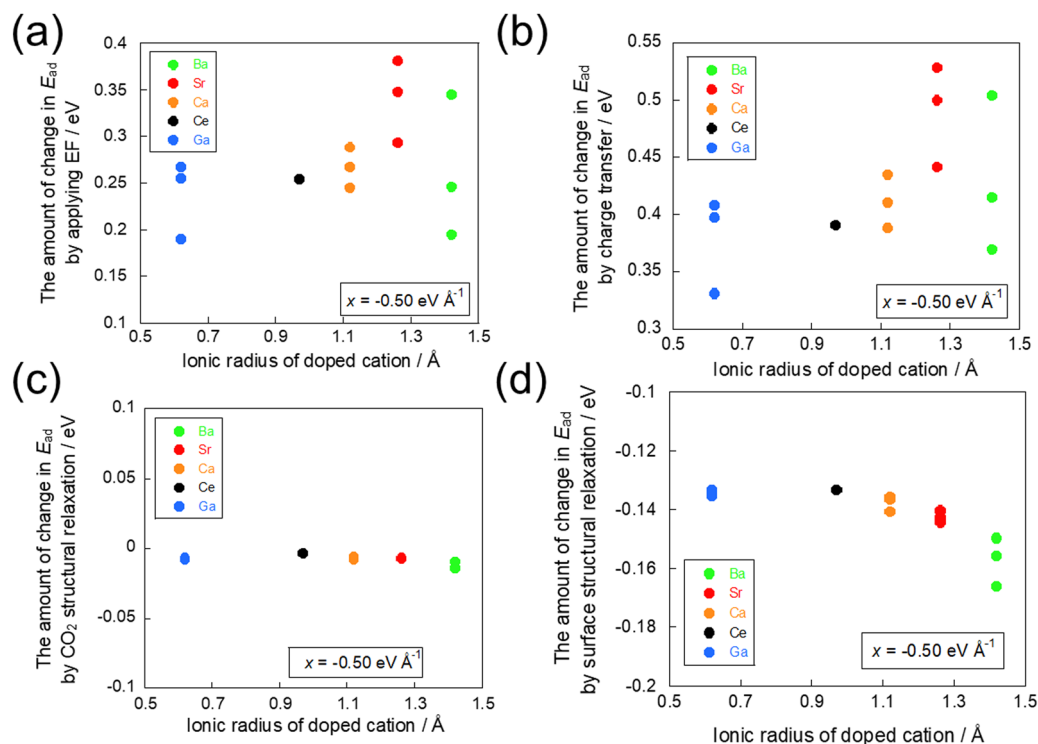 (a)
The amount of change in Ead
by applying EF / eV
0.4
0.35
0.3
0.25
0.2
0.15
0.1
Ba
Sr
Ca
Ce
Ga
x = -0.50 eV Å-1
0.5 0.7 0.9 1.1 1.3 1.5
Ionic radius of doped cation / Å
(b)
The amount of change in Ead
by charge transfer / eV
0.55
0.5
0.45
0.4
0.35
0.3
Ba
Sr
Ca
Ce
Ga
x = -0.50 eV Å-1
0.5 0.7 0.9 1.1 1.3 1.5
Ionic radius of doped cation / Å
(c)
The amount of change in Ead
by CO2 structural relaxation / eV
0.1
0.05
0
-0.05
-0.1
Ba
Sr
Ca
Ce
Ga
x = -0.50 eV Å-1
0.5 0.7 0.9 1.1 1.3 1.5
Ionic radius of doped cation / Å
(d)
The amount of change in Ead
by surface structural relaxation / eV
-0.1
-0.12
-0.14
-0.16
-0.18
-0.2
Ba
Sr
Ca
Ce
Ga
x = -0.50 eV Å-1
0.5 0.7 0.9 1.1 1.3 1.5
Ionic radius of doped cation / Å